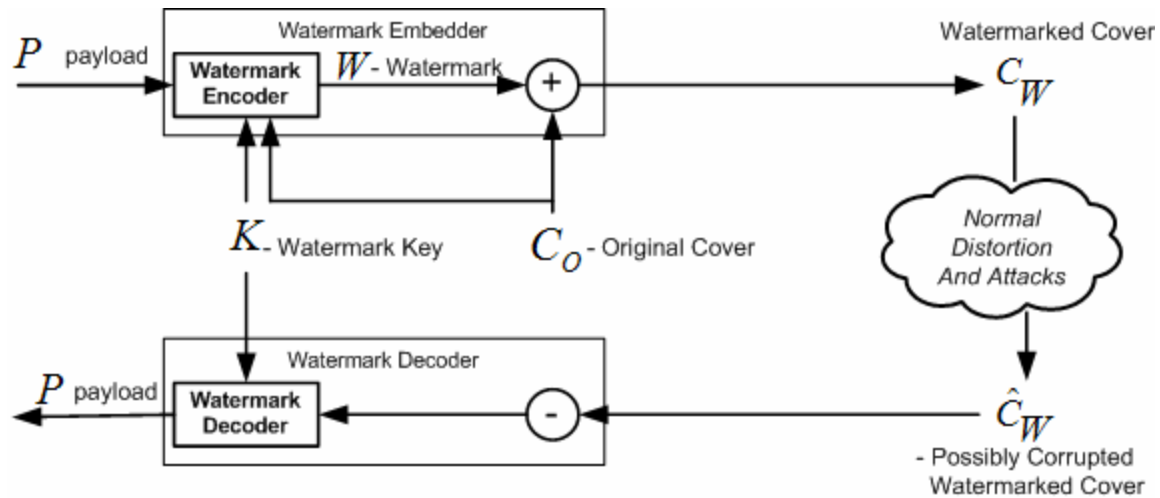 Watermark Embedder
Watermarked Cover
P payload
Watermark
Encoder
W - Watermark
+
C_W
K - Watermark Key
C_O - Original Cover
Normal
Distortion
And Attacks
Watermark Decoder
P payload
Watermark
Decoder
-
Ĉ_W
- Possibly Corrupted
Watermarked Cover